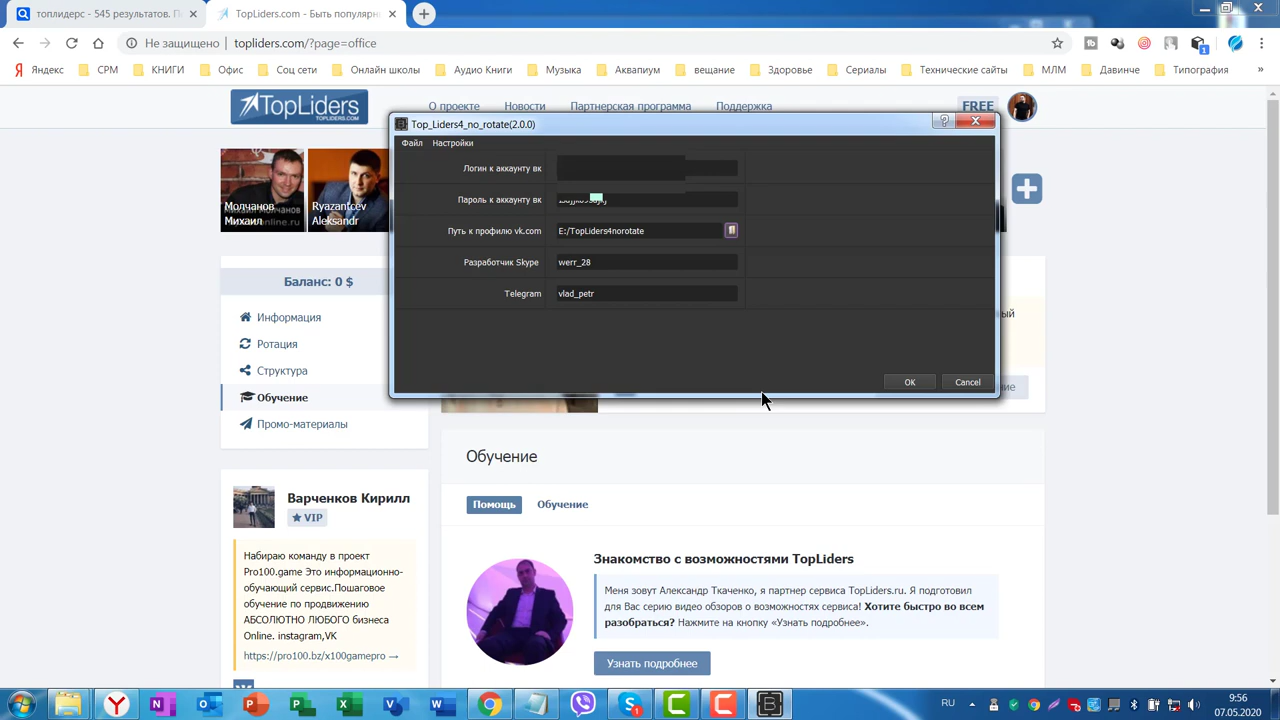 топлидерс - 545 результатов. П
TopLiders.com - Быть популярн
Не защищено
topliders.com/?page=office
Яндекс
СРМ
КНИГИ
Офис
Соц сети
Онлайн школы
Аудио Книги
Музыка
Аквапиум
вещание
Здоровье
Сериалы
Технические сайты
МЛМ
Давинче
Типография
»
TopLiders
TOPLIDERS.COM
О проекте
Новости
Партнерская программа
Поддержка
FREE
Top_Liders4_no_rotate(2.0.0)
Файл
Настройки
Логин к аккаунту вк
Пароль к аккаунту вк
Путь к профилю vk.com
E:/TopLiders4norotate
Разработчик Skype
werr_28
Telegram
vlad_petr
OK
Cancel
Молчанов
Михаил
Ryazantcev
Aleksandr
Баланс: 0 $
Информация
Ротация
Структура
Обучение
Промо-материалы
ый
ние
Варченков Кирилл
VIP
Набираю команду в проект
Pro100.game Это информационно-
обучающий сервис.Пошаговое
обучение по продвижению
АБСОЛЮТНО ЛЮБОГО бизнеса
Online. instagram,VK
https://pro100.bz/x100gamepro →
Обучение
Помощь
Обучение
Знакомство с возможностями TopLiders
Меня зовут Александр Ткаченко, я партнер сервиса TopLiders.ru. Я подготовил
для Вас серию видео обзоров о возможностях сервиса! Хотите быстро во всем
разобраться? Нажмите на кнопку «Узнать подробнее».
Узнать подробнее
RU
9:56
07.05.2020